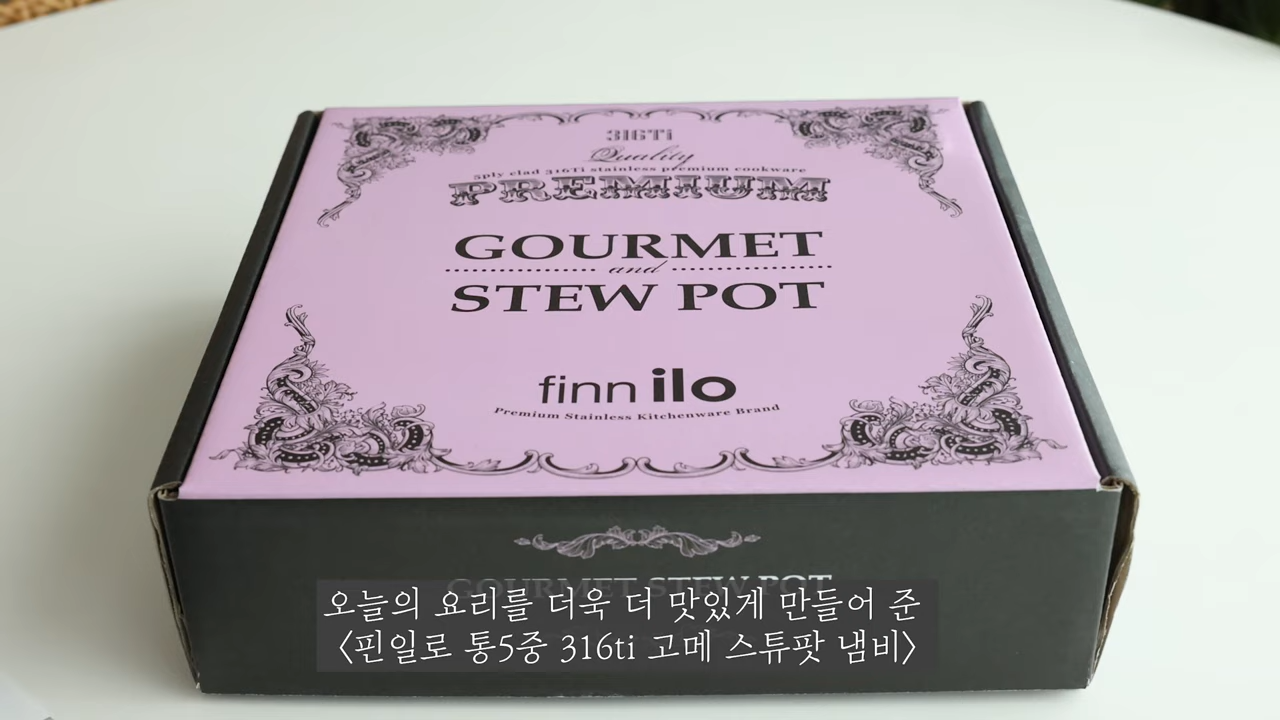 316Ti
Quality
5ply clad 316Ti stainless premium cookware
PREMIUM
GOURMET
and
STEW POT
finn ilo
Premium Stainless Kitchenware Brand
GOURMET STEW POT
오늘의 요리를 더욱 더 맛있게 만들어 준
〈핀일로 통5중 316ti 고메 스튜팟 냄비〉